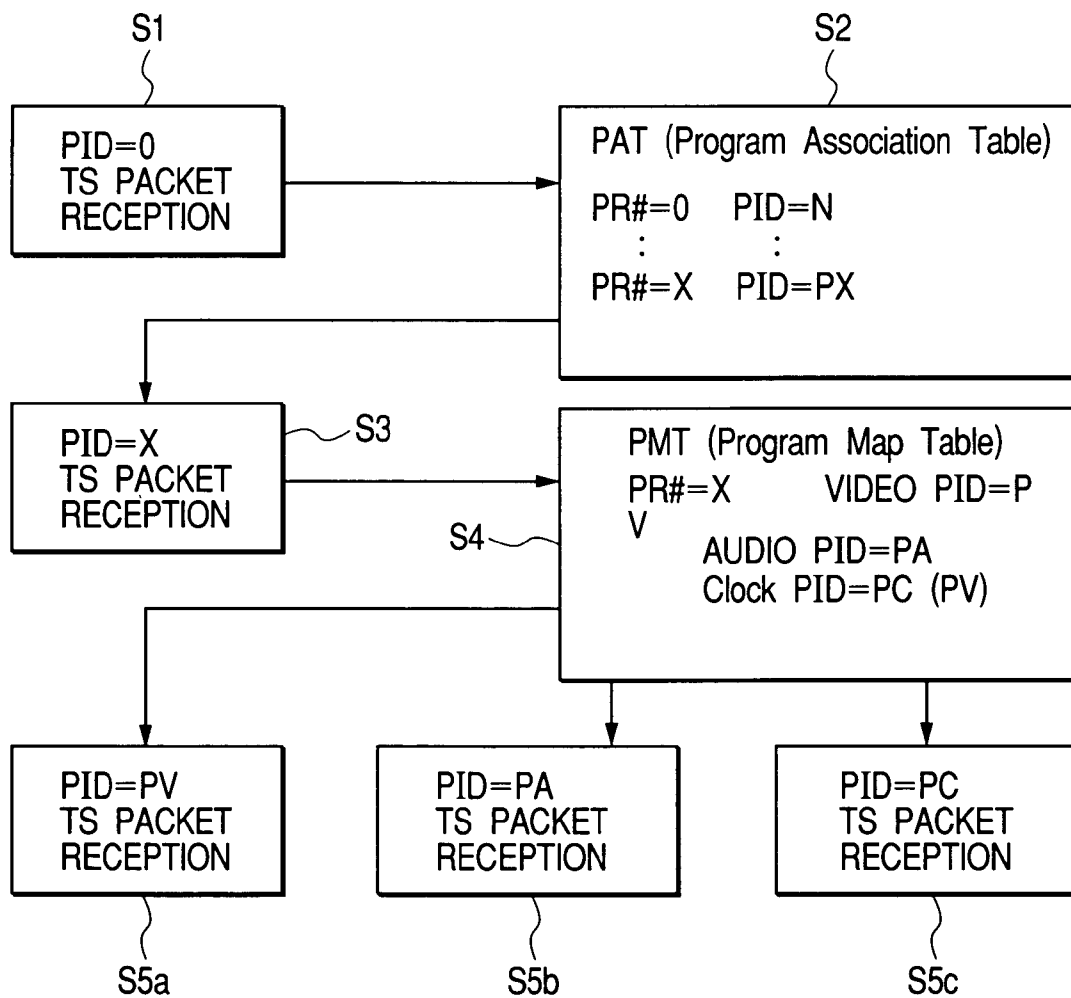 S1
S2
PID=0
TS PACKET
RECEPTION
PAT (Program Association Table)
PR#=0 PID=N
: :
PR#=X PID=PX
PID=X
TS PACKET
RECEPTION
S3
PMT (Program Map Table)
PR#=X VIDEO PID=P
V
AUDIO PID=PA
Clock PID=PC (PV)
S4
PID=PV
TS PACKET
RECEPTION
PID=PA
TS PACKET
RECEPTION
PID=PC
TS PACKET
RECEPTION
S5a
S5b
S5c